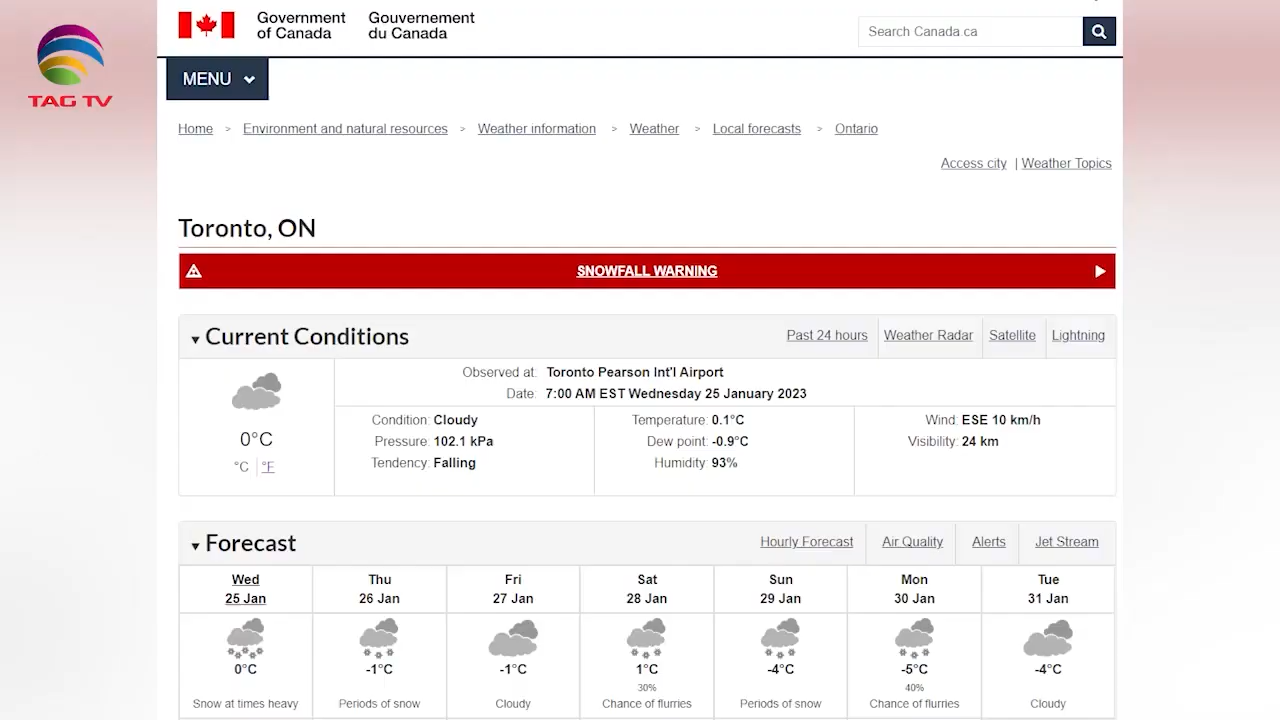 TAG TV
Government of Canada
Gouvernement du Canada
Search Canada.ca
MENU
Home > Environment and natural resources > Weather information > Weather > Local forecasts > Ontario
Access city | Weather Topics
Toronto, ON
SNOWFALL WARNING
Current Conditions
Past 24 hours Weather Radar Satellite Lightning
Observed at: Toronto Pearson Int'l Airport
Date: 7:00 AM EST Wednesday 25 January 2023
0°C
°C °F
Condition: Cloudy
Pressure: 102.1 kPa
Tendency: Falling
Temperature: 0.1°C
Dew point: -0.9°C
Humidity: 93%
Wind: ESE 10 km/h
Visibility: 24 km
Forecast
Hourly Forecast Air Quality Alerts Jet Stream
Wed Thu Fri Sat Sun Mon Tue
25 Jan 26 Jan 27 Jan 28 Jan 29 Jan 30 Jan 31 Jan
0°C -1°C -1°C 1°C -4°C -5°C -4°C
30% 40%
Snow at times heavy Periods of snow Cloudy Chance of flurries Periods of snow Chance of flurries Cloudy